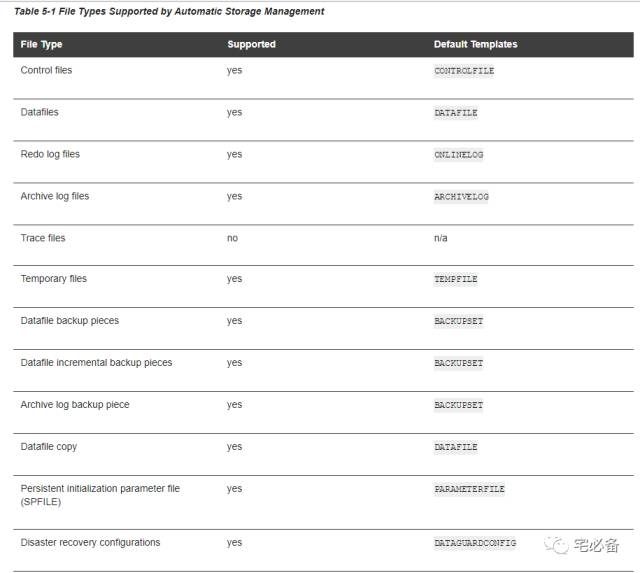 Table 5-1 File Types Supported by Automatic Storage Management
File Type Supported Default Templates
Control files yes CONTROLFILE
Datafiles yes DATAFILE
Redo log files yes ONLINELOG
Archive log files yes ARCHIVELOG
Trace files no n/a
Temporary files yes TEMPFILE
Datafile backup pieces yes BACKUPSET
Datafile incremental backup pieces yes BACKUPSET
Archive log backup piece yes BACKUPSET
Datafile copy yes DATAFILE
Persistent initialization parameter file yes PARAMETERFILE
(SPFILE)
Disaster recovery configurations yes DATAGUARDCONFIG
宅必备